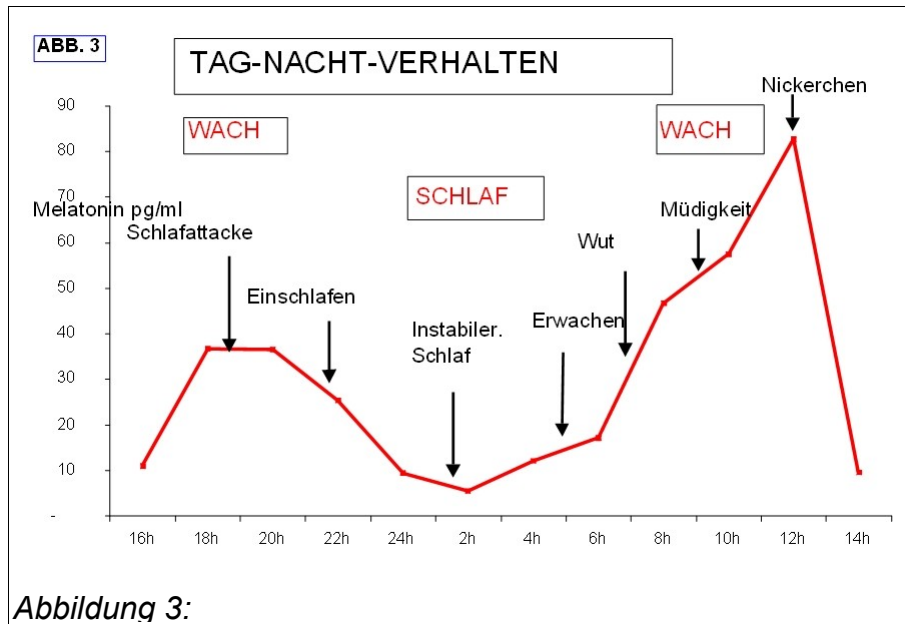 ABB. 3
TAG-NACHT-VERHALTEN
Nickerchen
90
WACH
WACH
80
SCHLAF
70
Melatonin pg/ml
Müdigkeit
Schlafattacke
Wut
60
Einschlafen
50
Instabiler.
Schlaf
Erwachen
40
30
20
10
-
16h 18h 20h 22h 24h 2h 4h 6h 8h 10h 12h 14h
Abbildung 3: